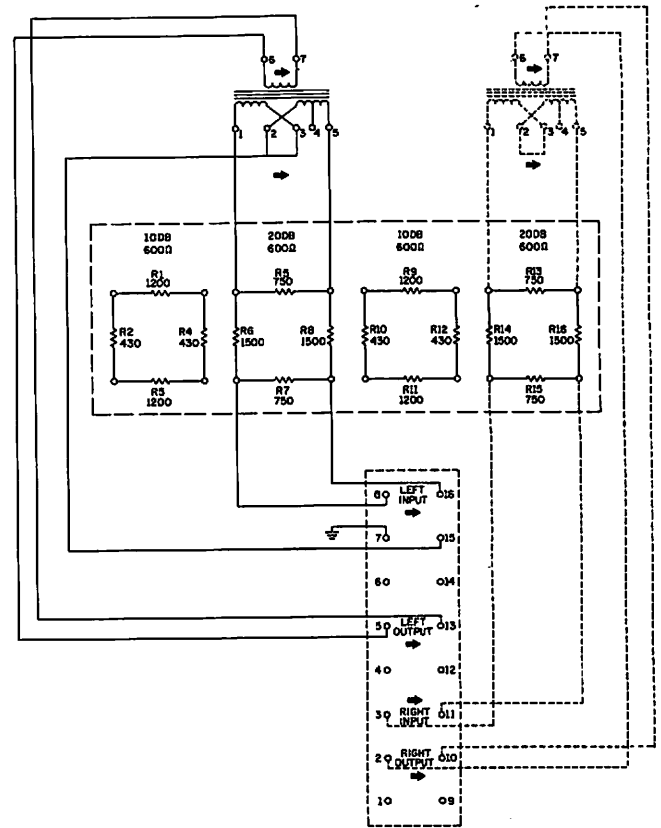 6 7
6 7
1 2 3 4 5
1 2 3 4 5
10DB 20DB 10DB 20DB
600Ω 600Ω 600Ω 600Ω
R1 R5 R9 R13
1200 750 1200 750
R2 R4 R6 R8 R10 R12 R14 R16
430 430 1500 1500 430 430 1500 1500
R5 R7 R11 R15
1200 750 1200 750
8 LEFT 16
INPUT
7 15
6 14
5 LEFT 13
OUTPUT
4 12
3 RIGHT 11
INPUT
2 RIGHT 10
OUTPUT
1 9